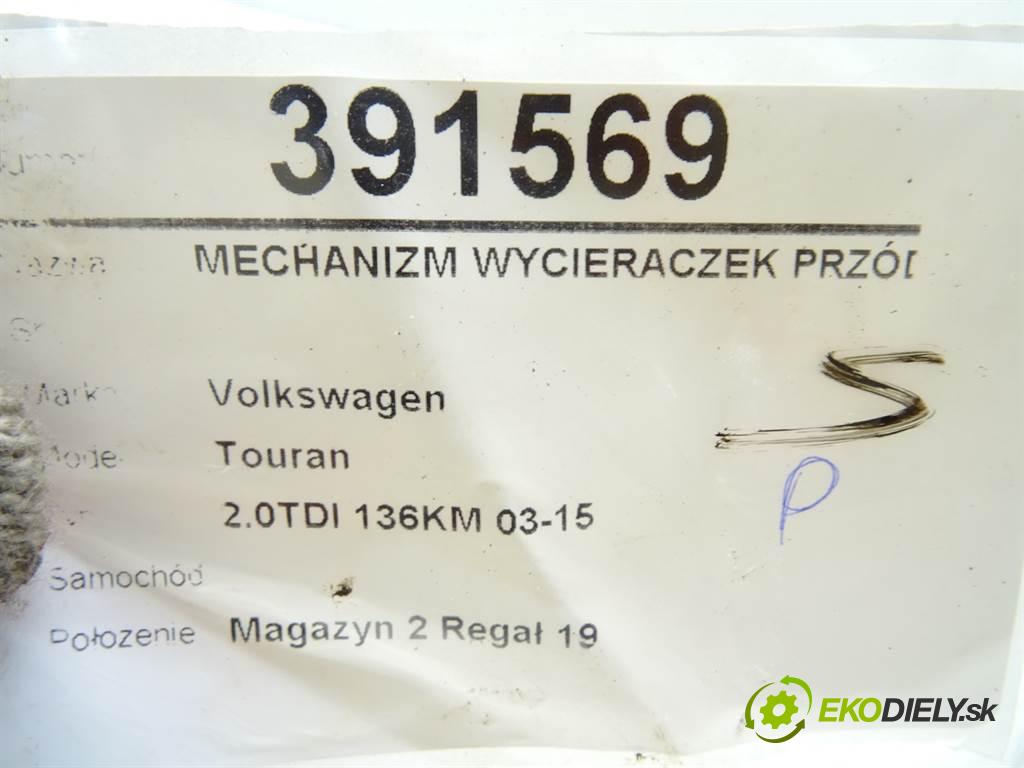 391569
MECHANIZM WYCIERACZEK PRZÓD
Volkswagen
S
Touran
P
2.0TDI 136KM 03-15
Samochód
Położenie Magazyn 2 Regał 19
EKODIELY.sk